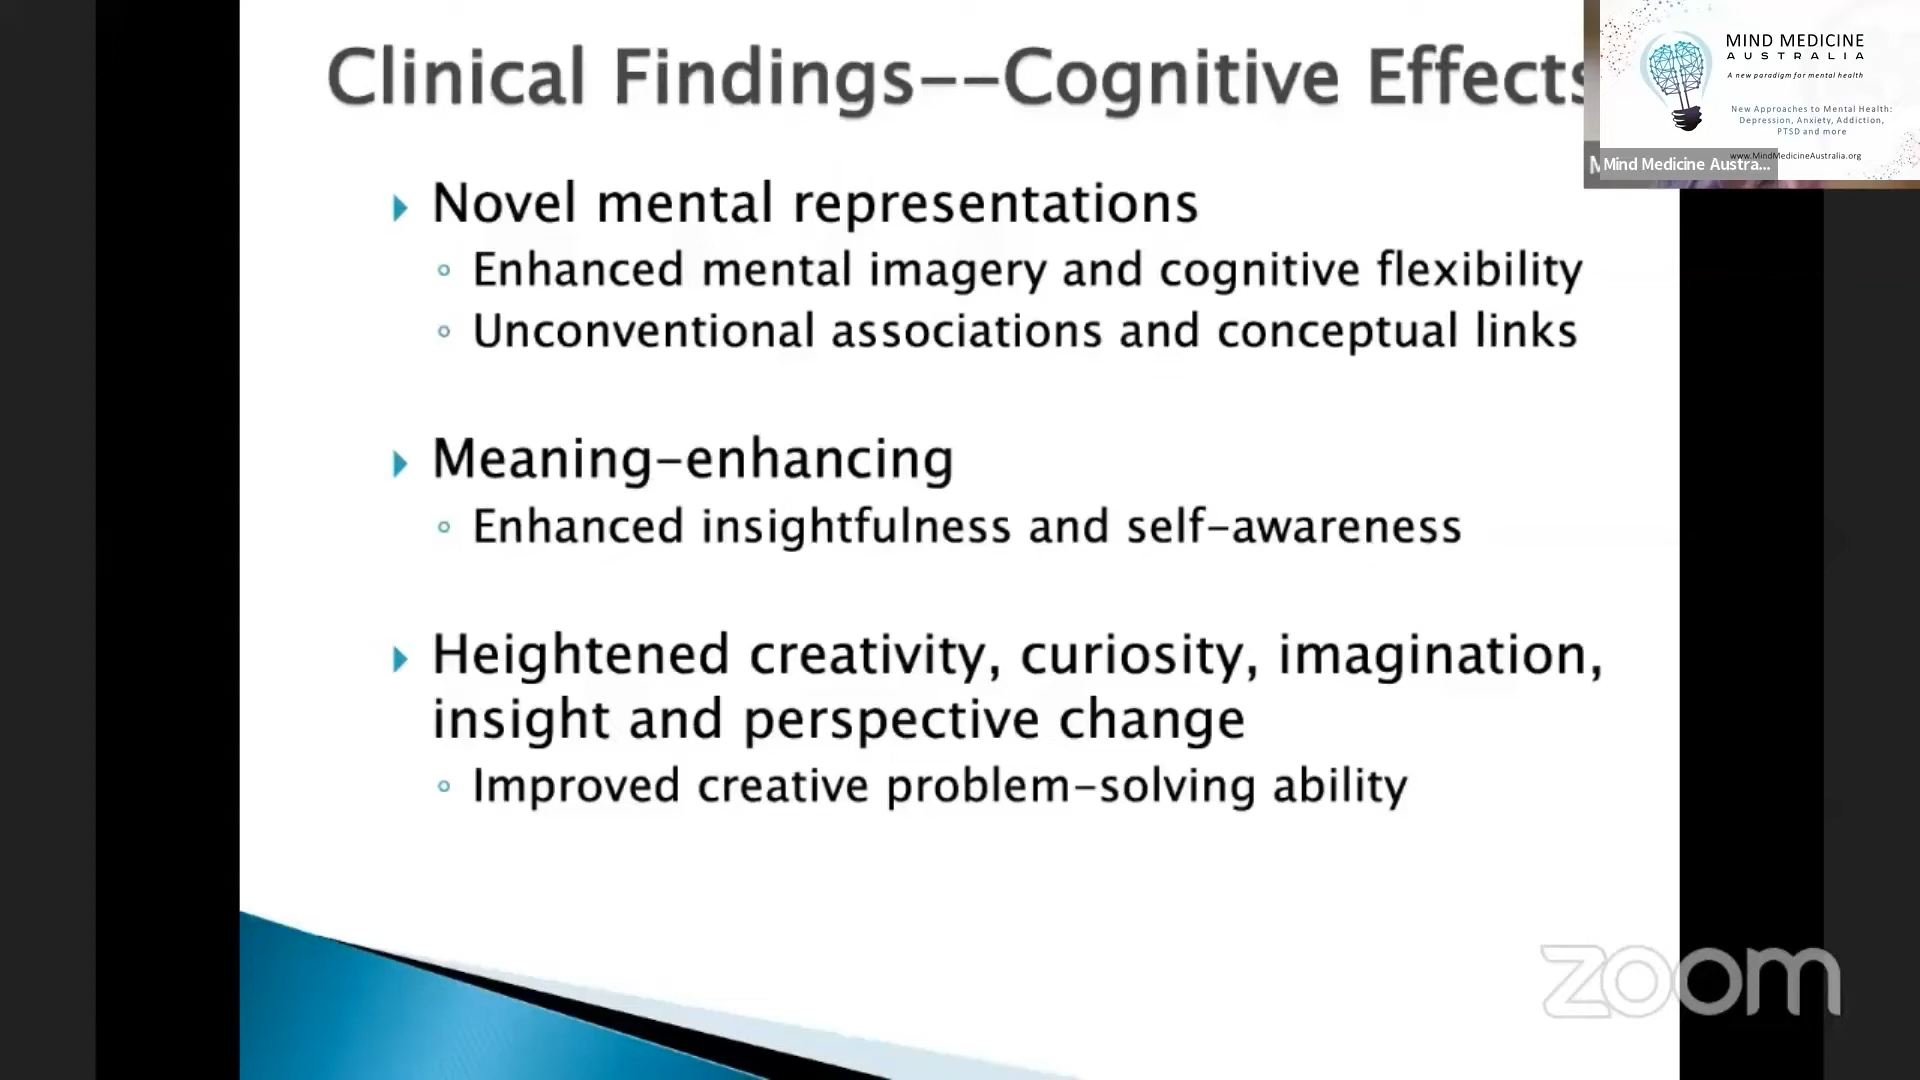 Clinical Findings--Cognitive Effects
Novel mental representations
Enhanced mental imagery and cognitive flexibility
Unconventional associations and conceptual links
Meaning-enhancing
Enhanced insightfulness and self-awareness
Heightened creativity, curiosity, imagination,
insight and perspective change
Improved creative problem-solving ability
MIND MEDICINE
AUSTRALIA
A new paradigm for mental health
New Approaches to Mental Health:
Depression, Anxiety, Addiction,
PTSD and more
www.MindMedicineAustralia.org
Mind Medicine Austra...
zoom